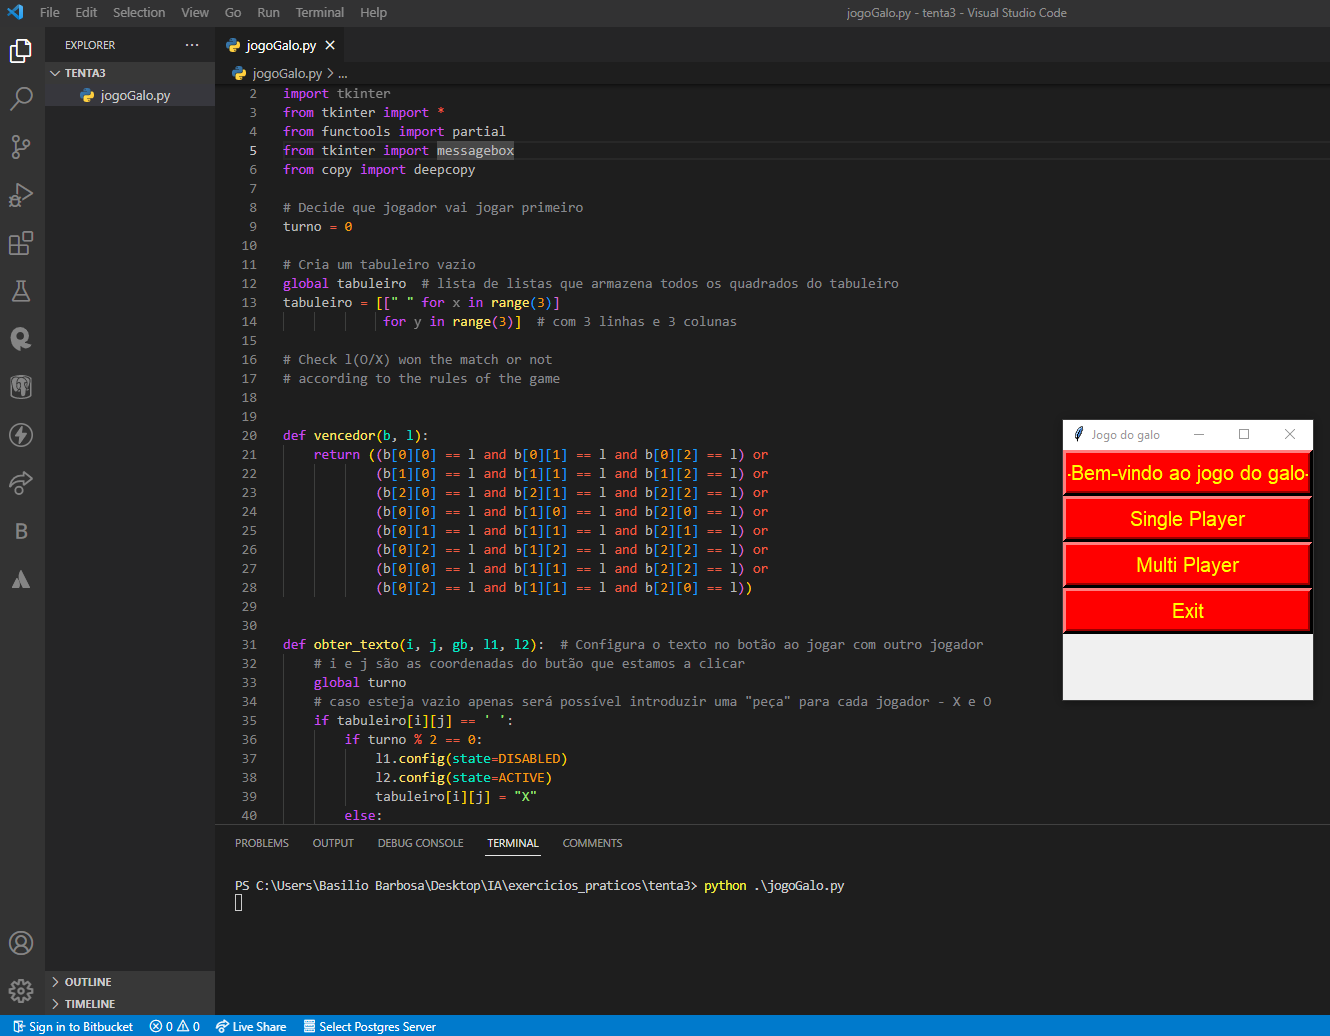 File Edit Selection View Go Run Terminal Help
jogoGalo.py - tenta3 - Visual Studio Code
EXPLORER
jogoGalo.py
TENTA3
jogoGalo.py
jogoGalo.py > ...
2 import tkinter
3 from tkinter import *
4 from functools import partial
5 from tkinter import messagebox
6 from copy import deepcopy
7
8 # Decide que jogador vai jogar primeiro
9 turno = 0
10
11 # Cria um tabuleiro vazio
12 global tabuleiro  # lista de listas que armazena todos os quadrados do tabuleiro
13 tabuleiro = [[" " for x in range(3)]
14              for y in range(3)]  # com 3 linhas e 3 colunas
15
16 # Check l(O/X) won the match or not
17 # according to the rules of the game
18
19
20 def vencedor(b, l):
21     return ((b[0][0] == l and b[0][1] == l and b[0][2] == l) or
22             (b[1][0] == l and b[1][1] == l and b[1][2] == l) or
23             (b[2][0] == l and b[2][1] == l and b[2][2] == l) or
24             (b[0][0] == l and b[1][0] == l and b[2][0] == l) or
25             (b[0][1] == l and b[1][1] == l and b[2][1] == l) or
26             (b[0][2] == l and b[1][2] == l and b[2][2] == l) or
27             (b[0][0] == l and b[1][1] == l and b[2][2] == l) or
28             (b[0][2] == l and b[1][1] == l and b[2][0] == l))
29
30
31 def obter_texto(i, j, gb, l1, l2):  # Configura o texto no botão ao jogar com outro jogador
32     # i e j são as coordenadas do butão que estamos a clicar
33     global turno
34     # caso esteja vazio apenas será possível introduzir uma "peça" para cada jogador - X e O
35     if tabuleiro[i][j] == ' ':
36         if turno % 2 == 0:
37             l1.config(state=DISABLED)
38             l2.config(state=ACTIVE)
39             tabuleiro[i][j] = "X"
40         else:
Jogo do galo
-Bem-vindo ao jogo do galo-
Single Player
Multi Player
Exit
PROBLEMS OUTPUT DEBUG CONSOLE TERMINAL COMMENTS
PS C:\Users\Basilio Barbosa\Desktop\IA\exercicios_praticos\tenta3> python .\jogoGalo.py
B
OUTLINE
TIMELINE
Sign in to Bitbucket 0 0 Live Share Select Postgres Server